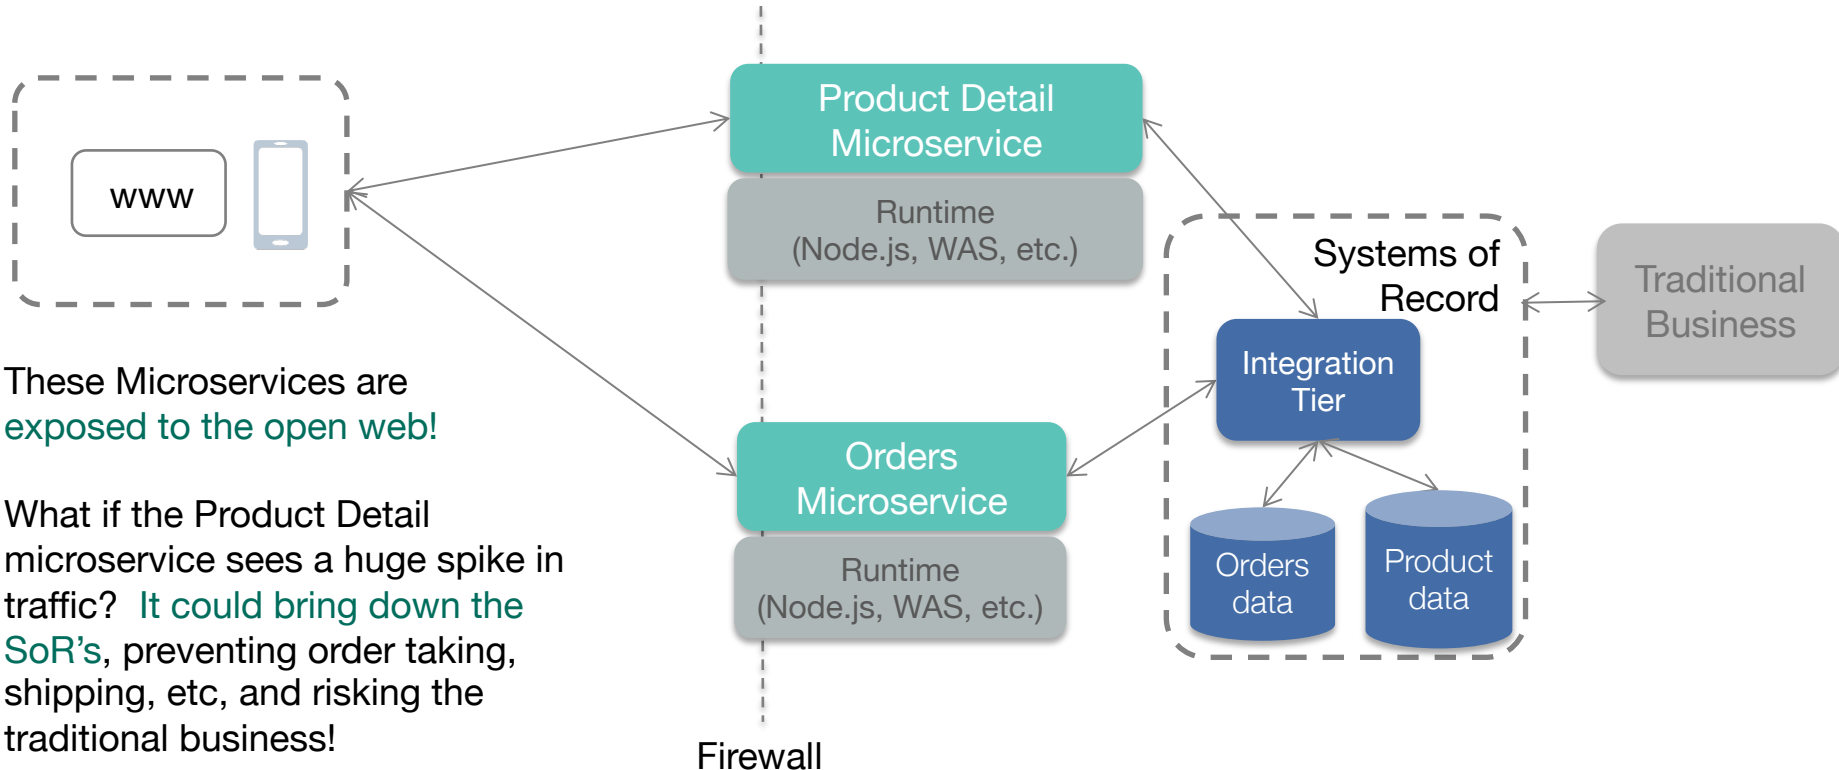 www
These Microservices are
exposed to the open web!
What if the Product Detail
microservice sees a huge spike in
traffic?  It could bring down the
SoR’s, preventing order taking,
shipping, etc, and risking the
traditional business!
Product Detail
Microservice
Runtime
(Node.js, WAS, etc.)
Orders
Microservice
Runtime
(Node.js, WAS, etc.)
Firewall
Systems of
Record
Integration
Tier
Orders
data
Product
data
Traditional
Business